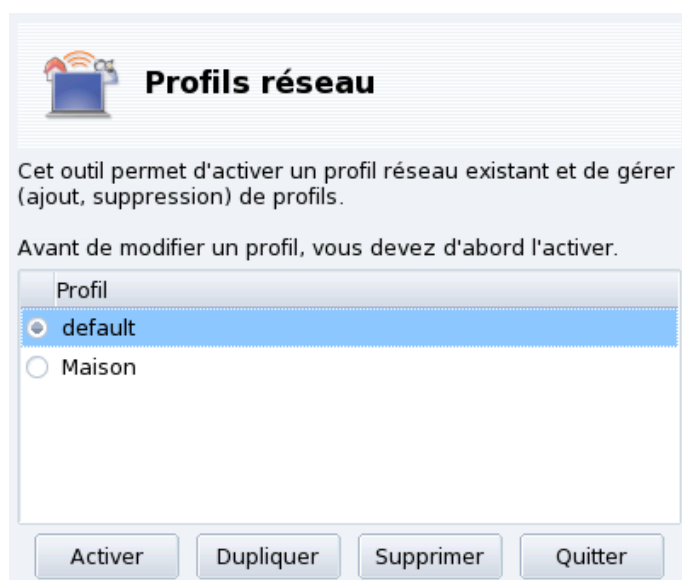 Profils réseau
Cet outil permet d'activer un profil réseau existant et de gérer
(ajout, suppression) de profils.
Avant de modifier un profil, vous devez d'abord l'activer.
Profil
default
Maison
Activer Dupliquer Supprimer Quitter